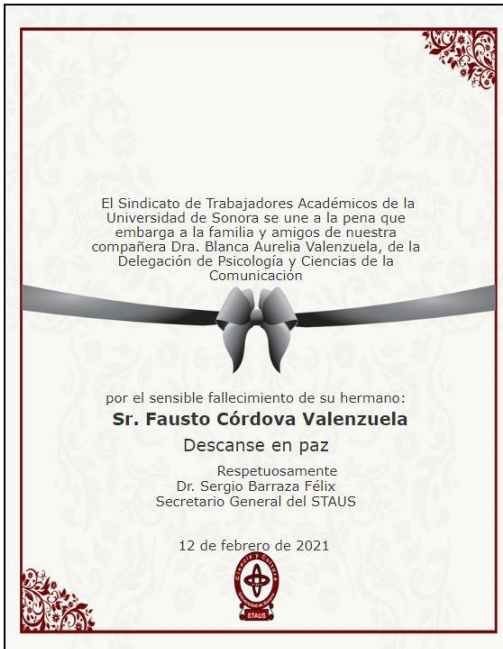 El Sindicato de Trabajadores Académicos de la
Universidad de Sonora se une a la pena que
embarga a la familia y amigos de nuestra
compañera Dra. Blanca Aurelia Valenzuela, de la
Delegación de Psicología y Ciencias de la
Comunicación
por el sensible fallecimiento de su hermano:
Sr. Fausto Córdova Valenzuela
Descanse en paz
Respetuosamente
Dr. Sergio Barraza Félix
Secretario General del STAUS
12 de febrero de 2021
STAUS